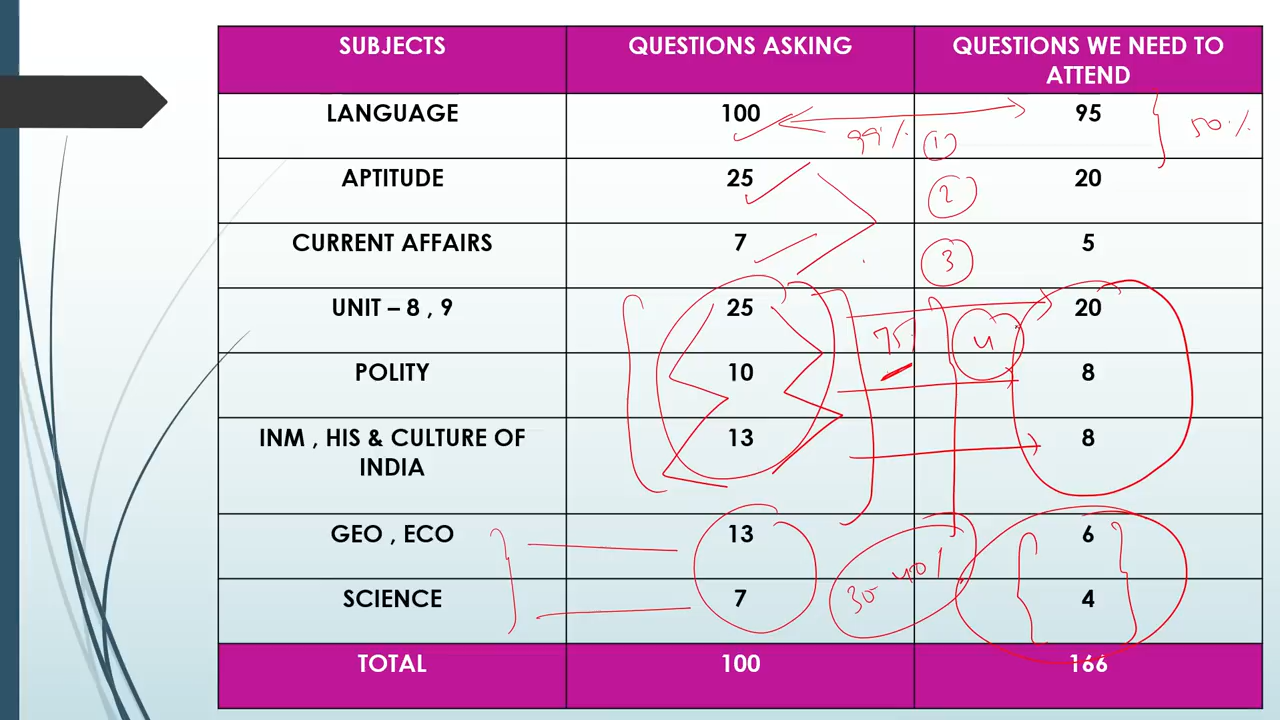 SUBJECTS QUESTIONS ASKING QUESTIONS WE NEED TO
ATTEND
LANGUAGE 100 95
99% 1 50%
APTITUDE 25 20
2
CURRENT AFFAIRS 7 5
3
UNIT – 8 , 9 25 20
75 4
POLITY 10 8
INM , HIS & CULTURE OF 13 8
INDIA
GEO , ECO 13 6
30 40%
SCIENCE 7 4
TOTAL 100 166